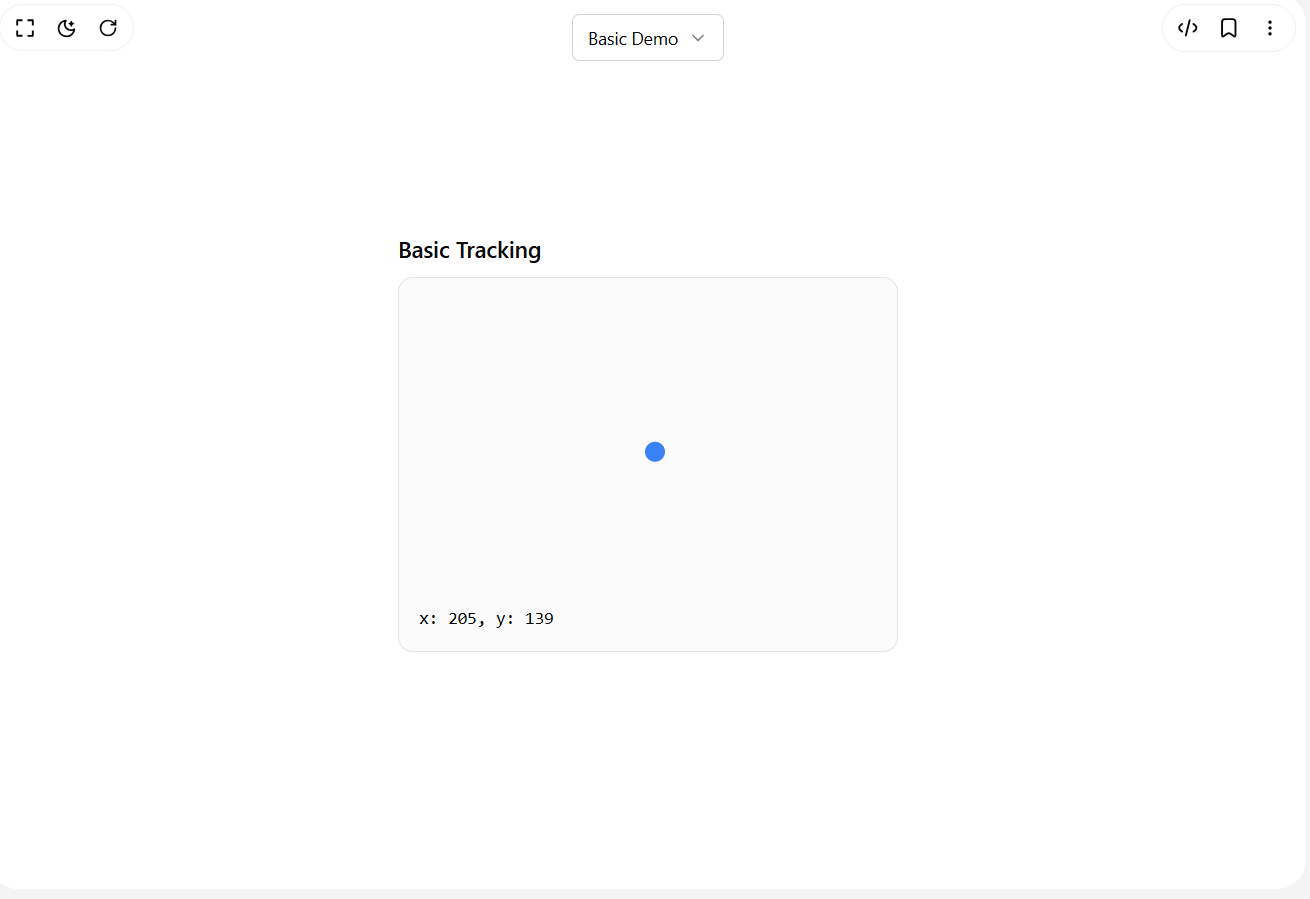 Basic Demo
Basic Tracking
x: 205, y: 139